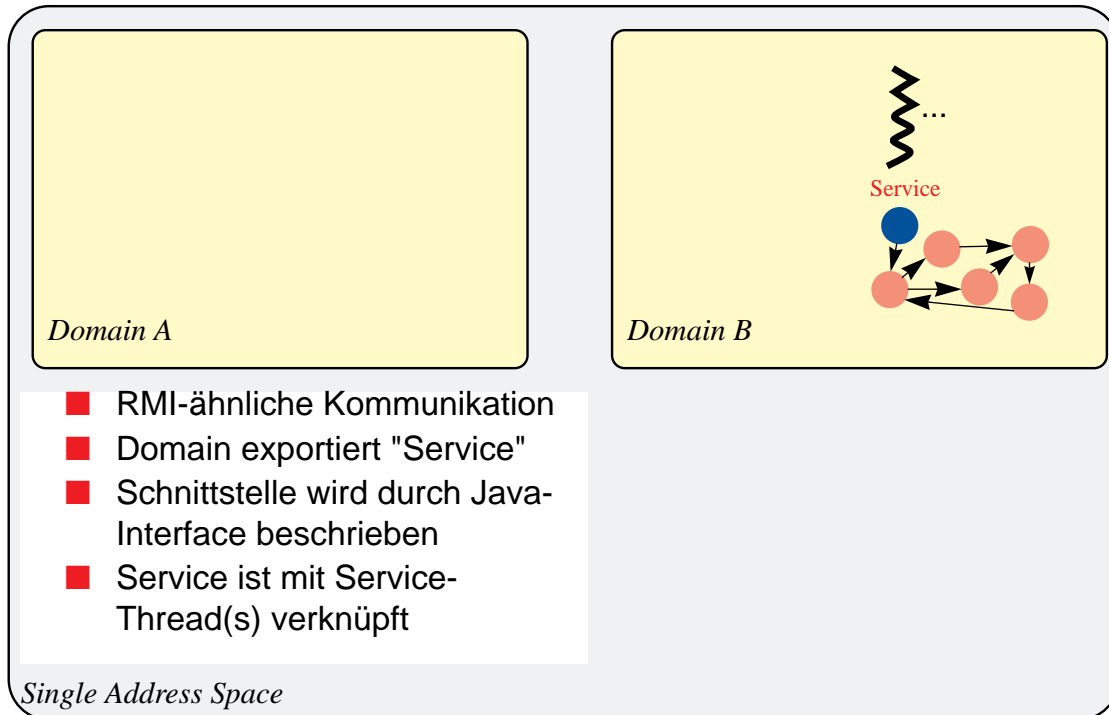 ...
Service
Domain A
Domain B
RMI-ähnliche Kommunikation
Domain exportiert "Service"
Schnittstelle wird durch Java-
Interface beschrieben
Service ist mit Service-
Thread(s) verknüpft
Single Address Space